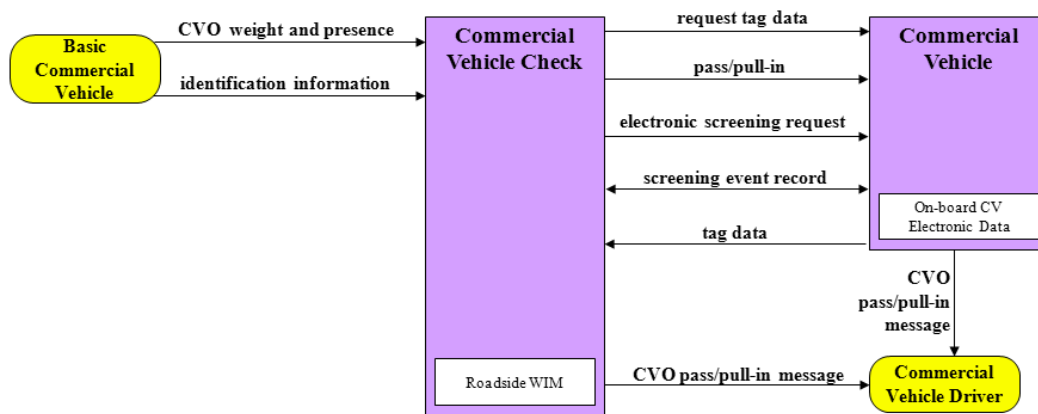 Basic
Commercial
Vehicle
CVO weight and presence
identification information
Commercial
Vehicle Check
Roadside WIM
request tag data
pass/pull-in
electronic screening request
screening event record
tag data
CVO pass/pull-in message
Commercial
Vehicle
On-board CV
Electronic Data
CVO
pass/pull-in
message
Commercial
Vehicle Driver